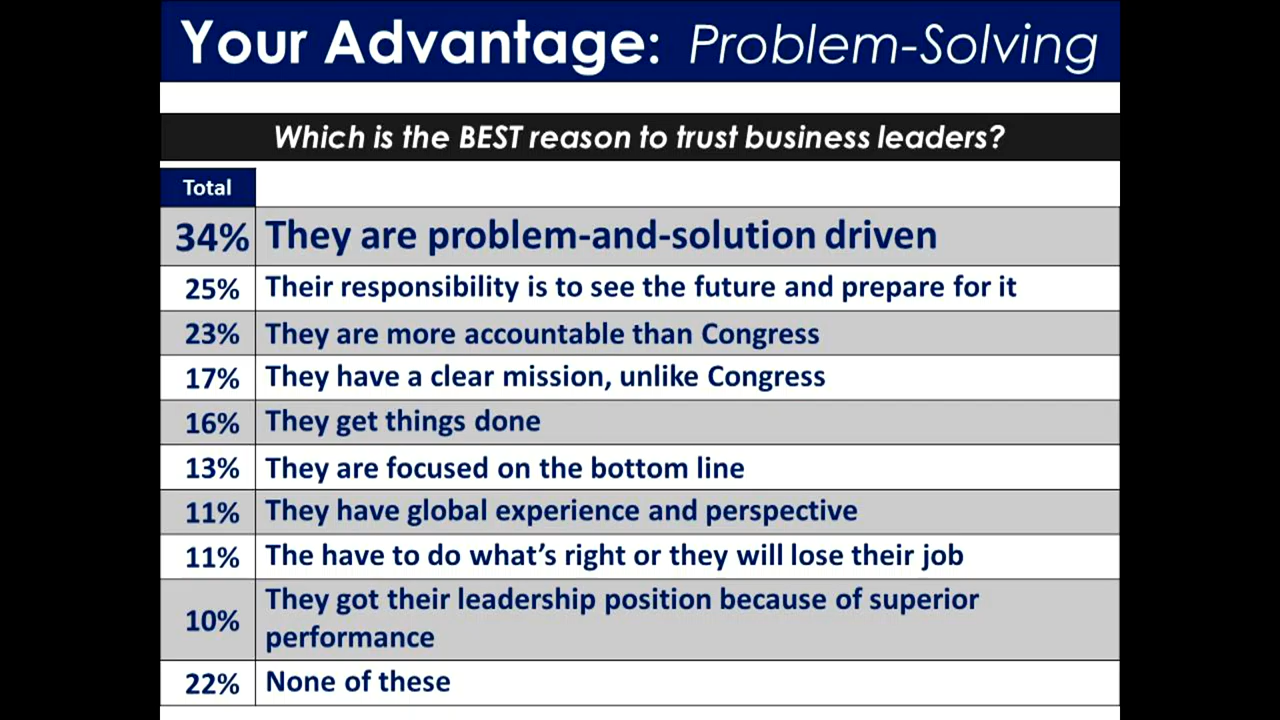 Your Advantage: Problem-Solving
Which is the BEST reason to trust business leaders?
Total
34% They are problem-and-solution driven
25% Their responsibility is to see the future and prepare for it
23% They are more accountable than Congress
17% They have a clear mission, unlike Congress
16% They get things done
13% They are focused on the bottom line
11% They have global experience and perspective
11% The have to do what's right or they will lose their job
10% They got their leadership position because of superior
performance
22% None of these